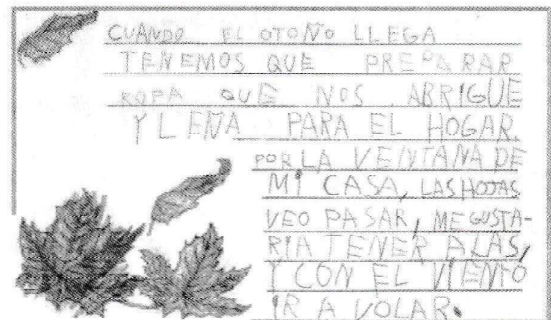 CUANDO EL OTOÑO LLEGA
TENEMOS QUE PREPARAR
ROPA QUE NOS ABRIGUE
Y LEÑA PARA EL HOGAR.
POR LA VENTANA DE
MI CASA, LAS HOJAS
VEO PASAR, ME GUSTA-
RIA TENER ALAS,
Y CON EL VIENTO
IR A VOLAR.